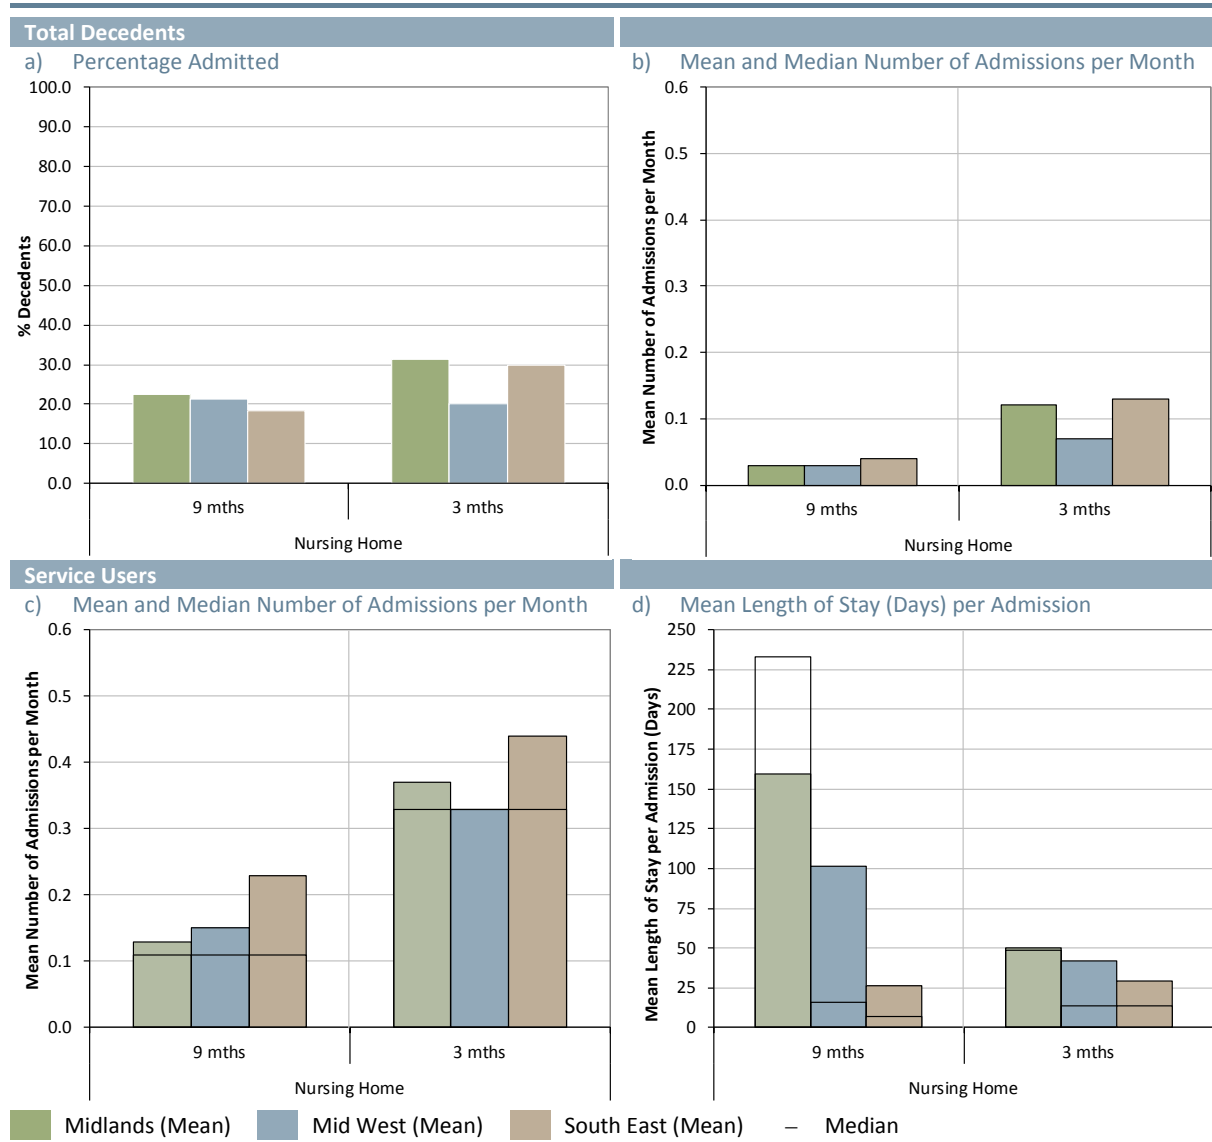 Total Decedents
a) Percentage Admitted
% Decedents
100.0
90.0
80.0
70.0
60.0
50.0
40.0
30.0
20.0
10.0
0.0
9 mths
3 mths
Nursing Home
b) Mean and Median Number of Admissions per Month
Mean Number of Admissions per Month
0.6
0.5
0.4
0.3
0.2
0.1
0.0
9 mths
3 mths
Nursing Home
Service Users
c) Mean and Median Number of Admissions per Month
Mean Number of Admissions per Month
0.6
0.5
0.4
0.3
0.2
0.1
0.0
9 mths
3 mths
Nursing Home
d) Mean Length of Stay (Days) per Admission
Mean Length of Stay per Admission (Days)
250
225
200
175
150
125
100
75
50
25
0
9 mths
3 mths
Nursing Home
Midlands (Mean) Mid West (Mean) South East (Mean) – Median